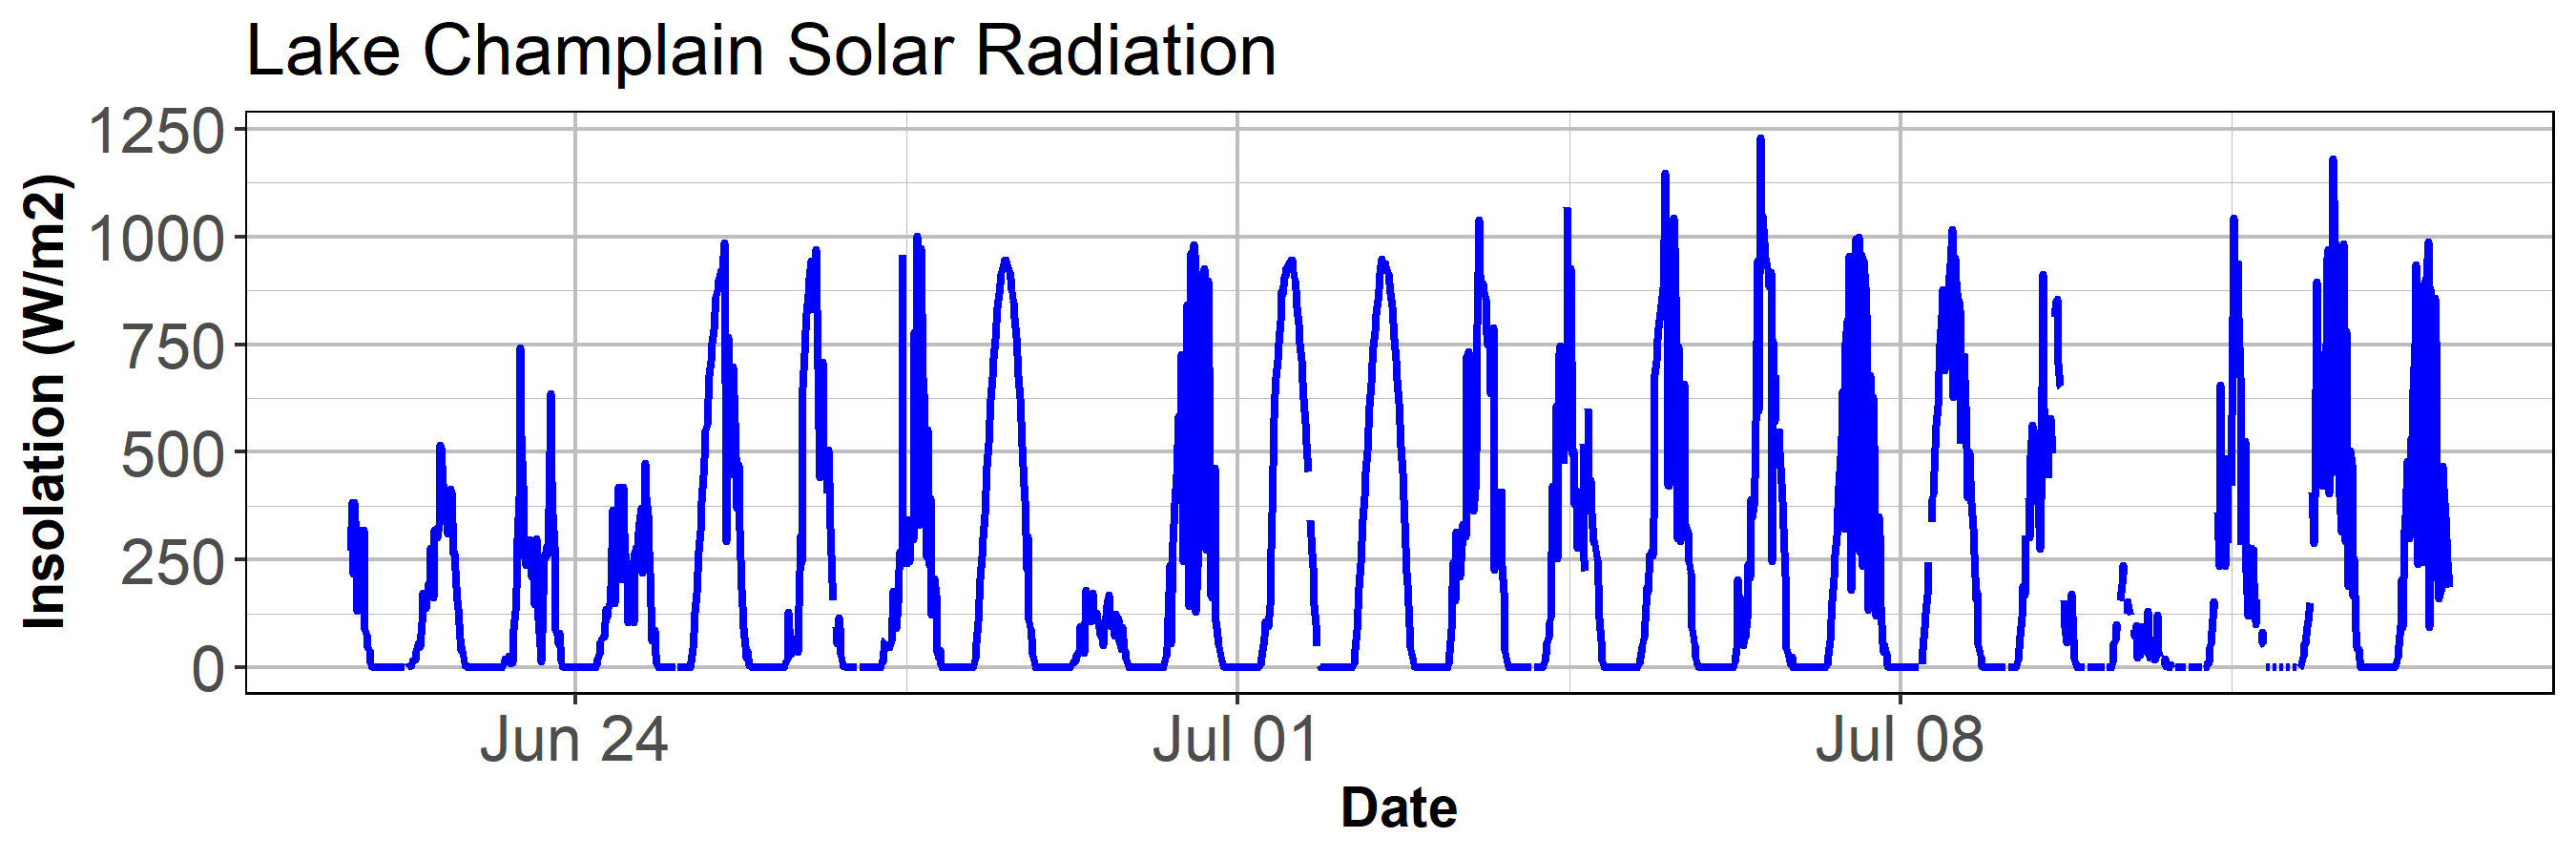 Lake Champlain Solar Radiation
1250
1000
750
500
250
0
Insolation (W/m2)
Jun 24
Jul 01
Jul 08
Date